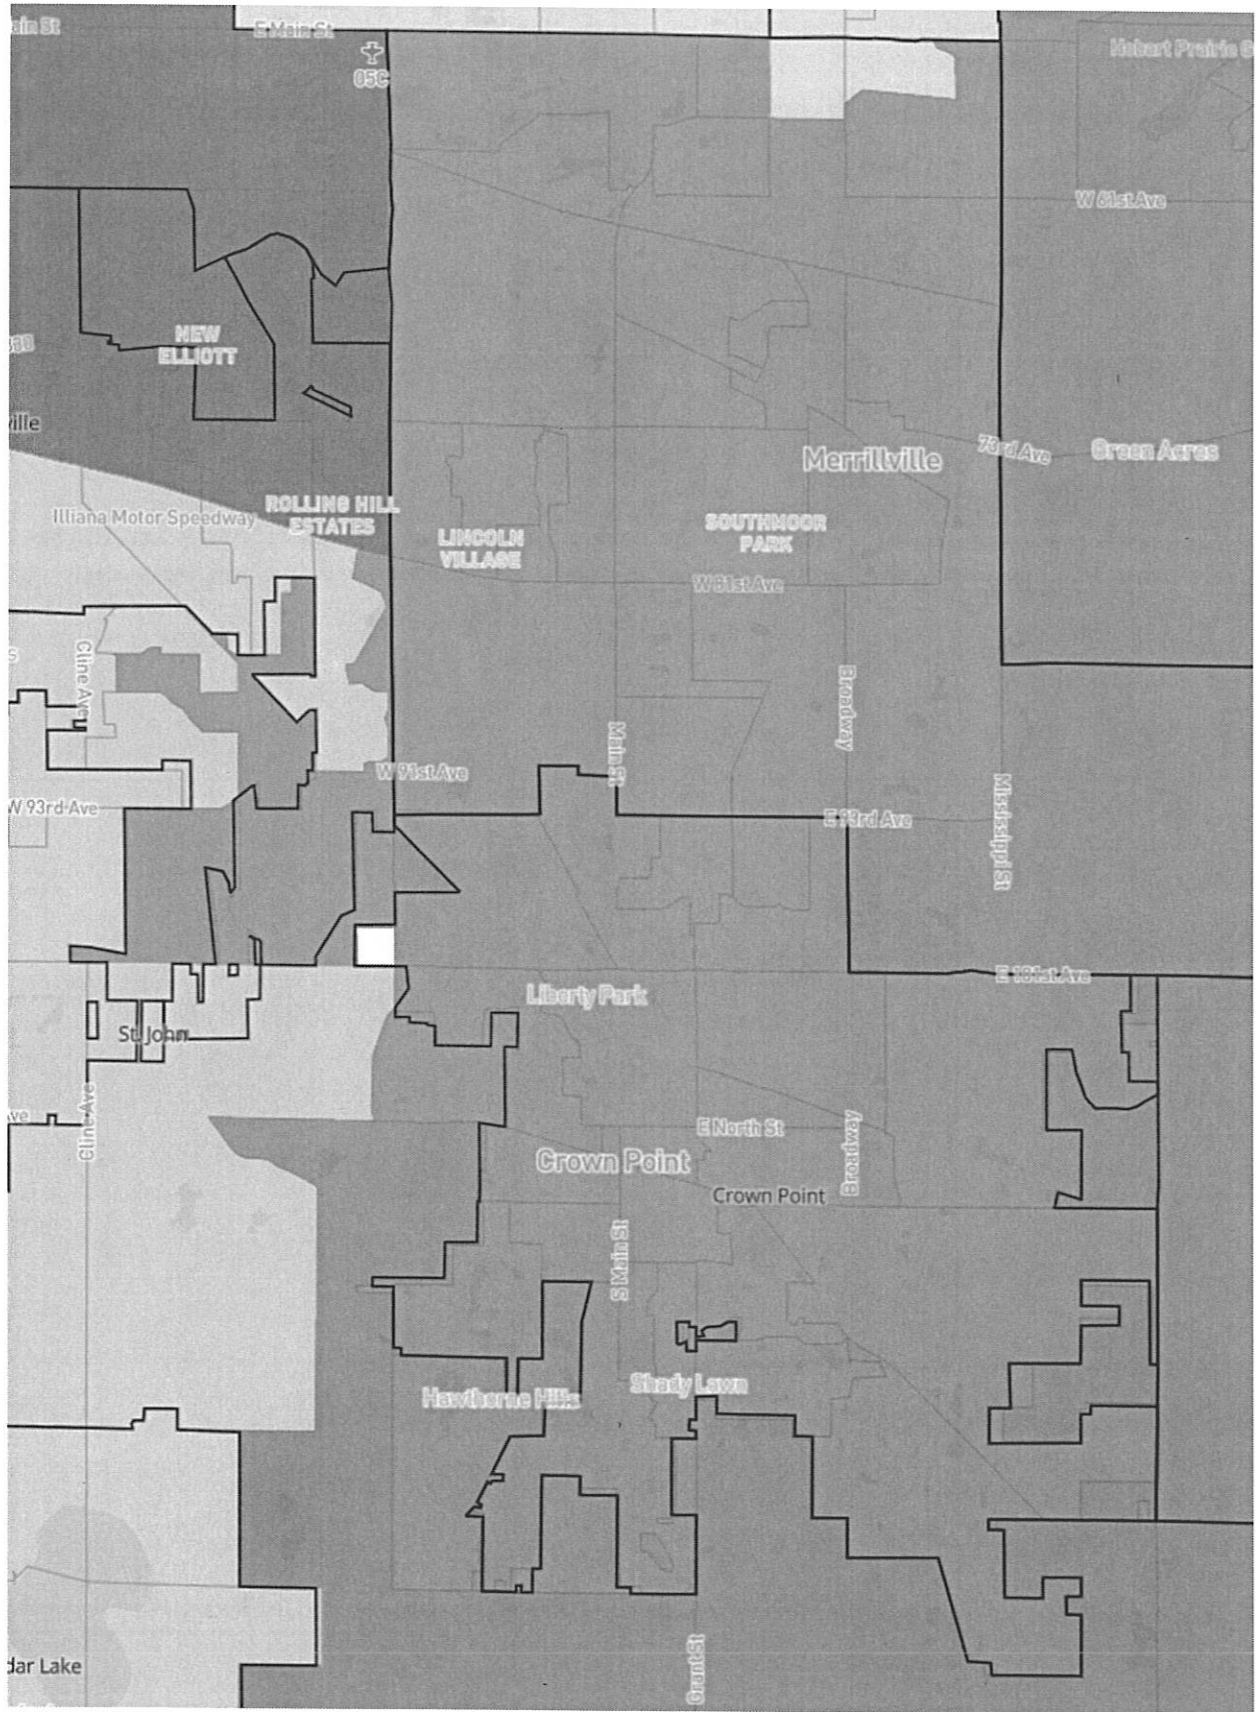 ain St
E Main St
05C
Hobart Prairie G
W 61st Ave
NEW
ELLIOTT
ville
Merrillville
73rd Ave
Green Acres
ROLLING HILL
ESTATES
Illiana Motor Speedway
LINCOLN
VILLAGE
SOUTHMOOR
PARK
W 81st Ave
S
Cline Ave
Broadway
Main St
W 91st Ave
W 93rd Ave
E 93rd Ave
Mississippi St
E 101st Ave
Liberty Park
St. John
Cline Ave
Ave
E North St
Broadway
Crown Point
Crown Point
S Main St
Hawthorne Hills
Shady Lawn
Grant St
dar Lake